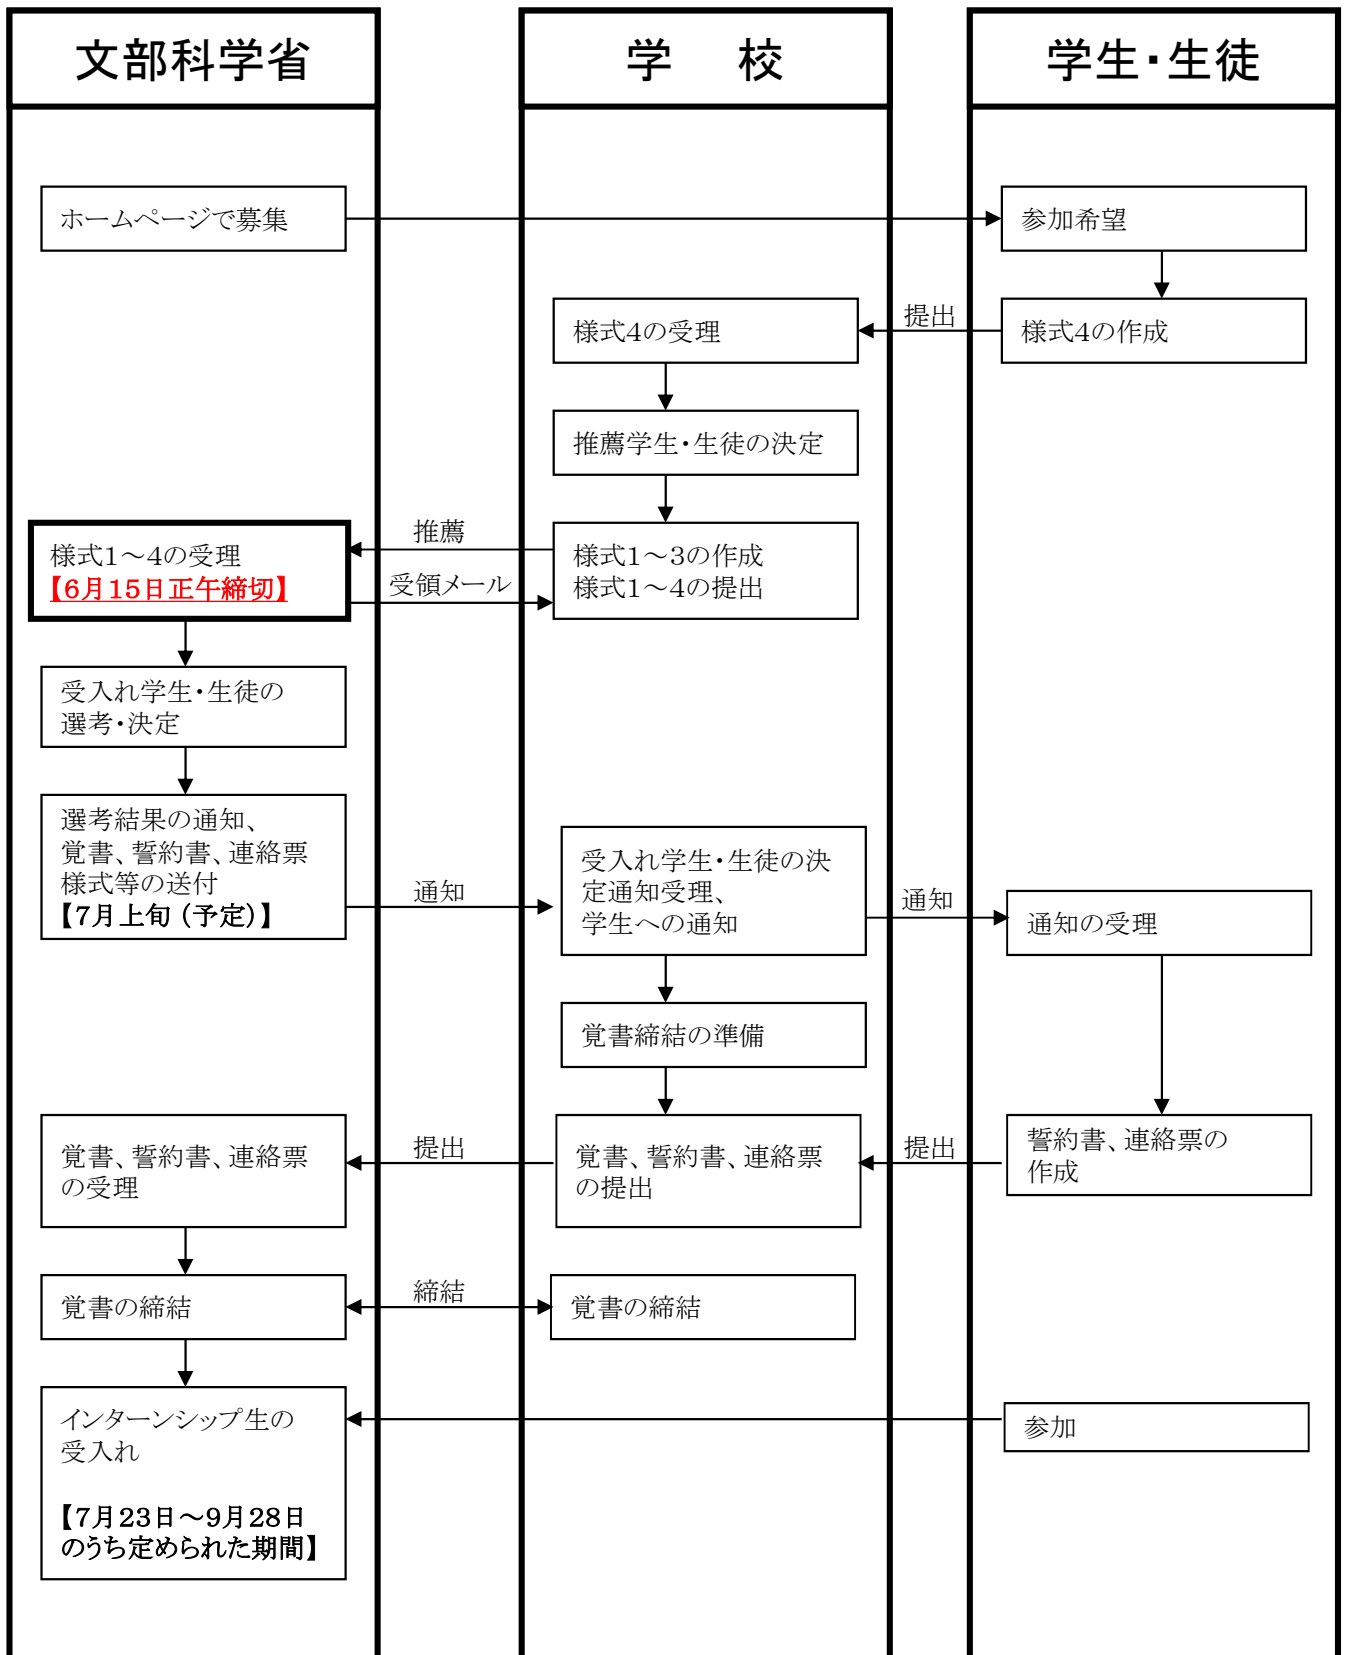 文部科学省
学　校
学生・生徒
ホームページで募集
参加希望
様式4の受理
提出
様式4の作成
推薦学生・生徒の決定
様式1～4の受理
【6月15日正午締切】
推薦
受領メール
様式1～3の作成
様式1～4の提出
受入れ学生・生徒の
選考・決定
選考結果の通知、
覚書、誓約書、連絡票
様式等の送付
【7月上旬（予定）】
通知
受入れ学生・生徒の決
定通知受理、
学生への通知
通知
通知の受理
覚書締結の準備
覚書、誓約書、連絡票
の受理
提出
覚書、誓約書、連絡票
の提出
提出
誓約書、連絡票の
作成
覚書の締結
締結
覚書の締結
インターンシップ生の
受入れ
【7月23日～9月28日
のうち定められた期間】
参加